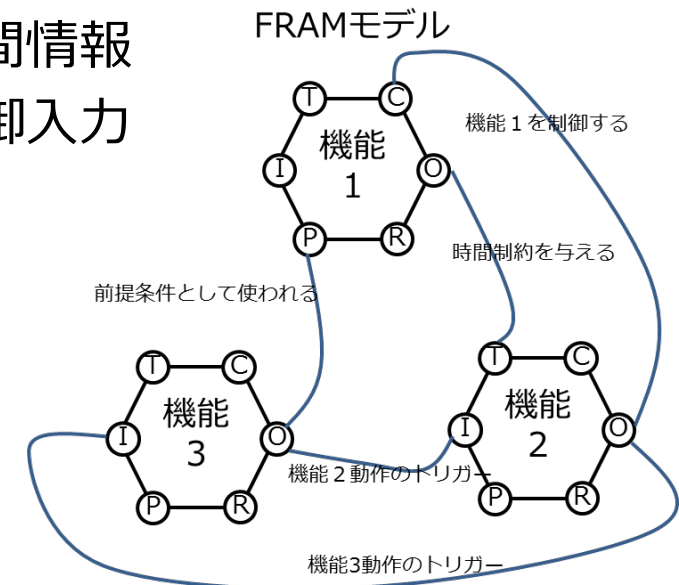 間情報
御入力
FRAMモデル
T
C
I
機能
1
O
P
R
機能１を制御する
時間制約を与える
前提条件として使われる
T
C
I
機能
3
O
P
R
T
C
I
機能
2
O
P
R
機能２動作のトリガー
機能3動作のトリガー